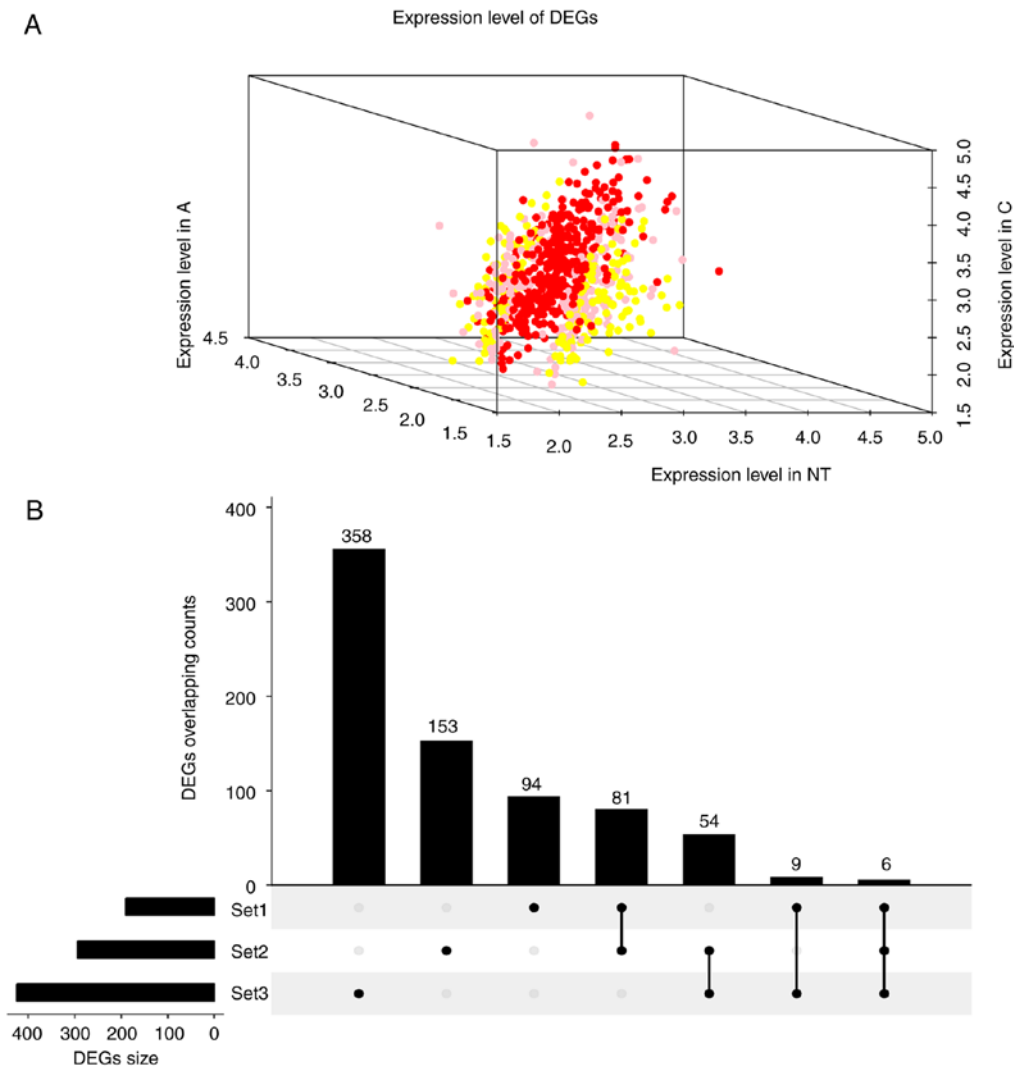 A
Expression level of DEGs
Expression level in A
4.5
4.0
3.5
3.0
2.5
2.0
1.5
1.5
2.0
2.5
3.0
3.5
4.0
4.5
5.0
Expression level in NT
5.0
4.5
4.0
3.5
3.0
2.5
2.0
1.5
Expression level in C
B
DEGs overlapping counts
400
300
200
100
0
358
153
94
81
54
9
6
Set1
Set2
Set3
400 300 200 100 0
DEGs size